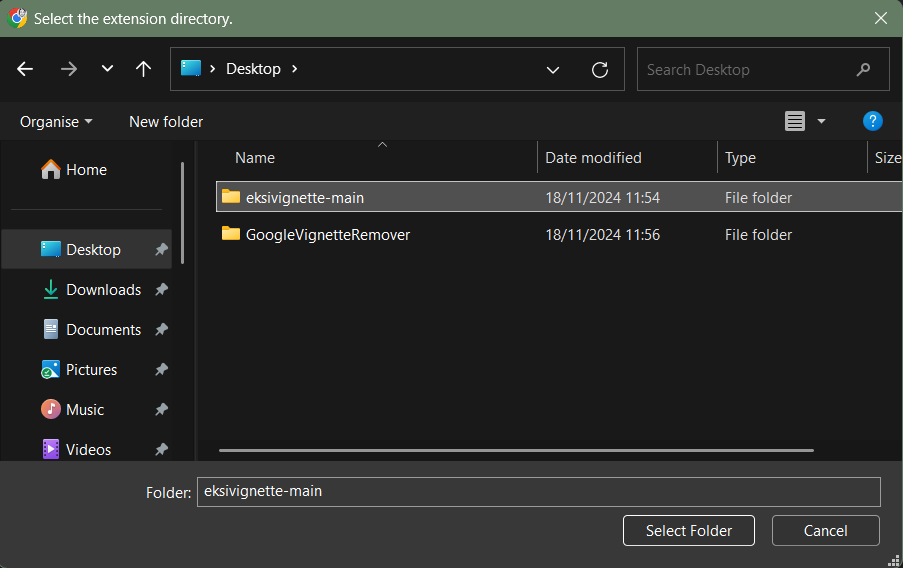 Select the extension directory.
Desktop
Search Desktop
Organise
New folder
?
Name
Date modified
Type
Size
Home
eksivignette-main
18/11/2024 11:54
File folder
GoogleVignetteRemover
18/11/2024 11:56
File folder
Desktop
Downloads
Documents
Pictures
Music
Videos
Folder:
eksivignette-main
Select Folder
Cancel